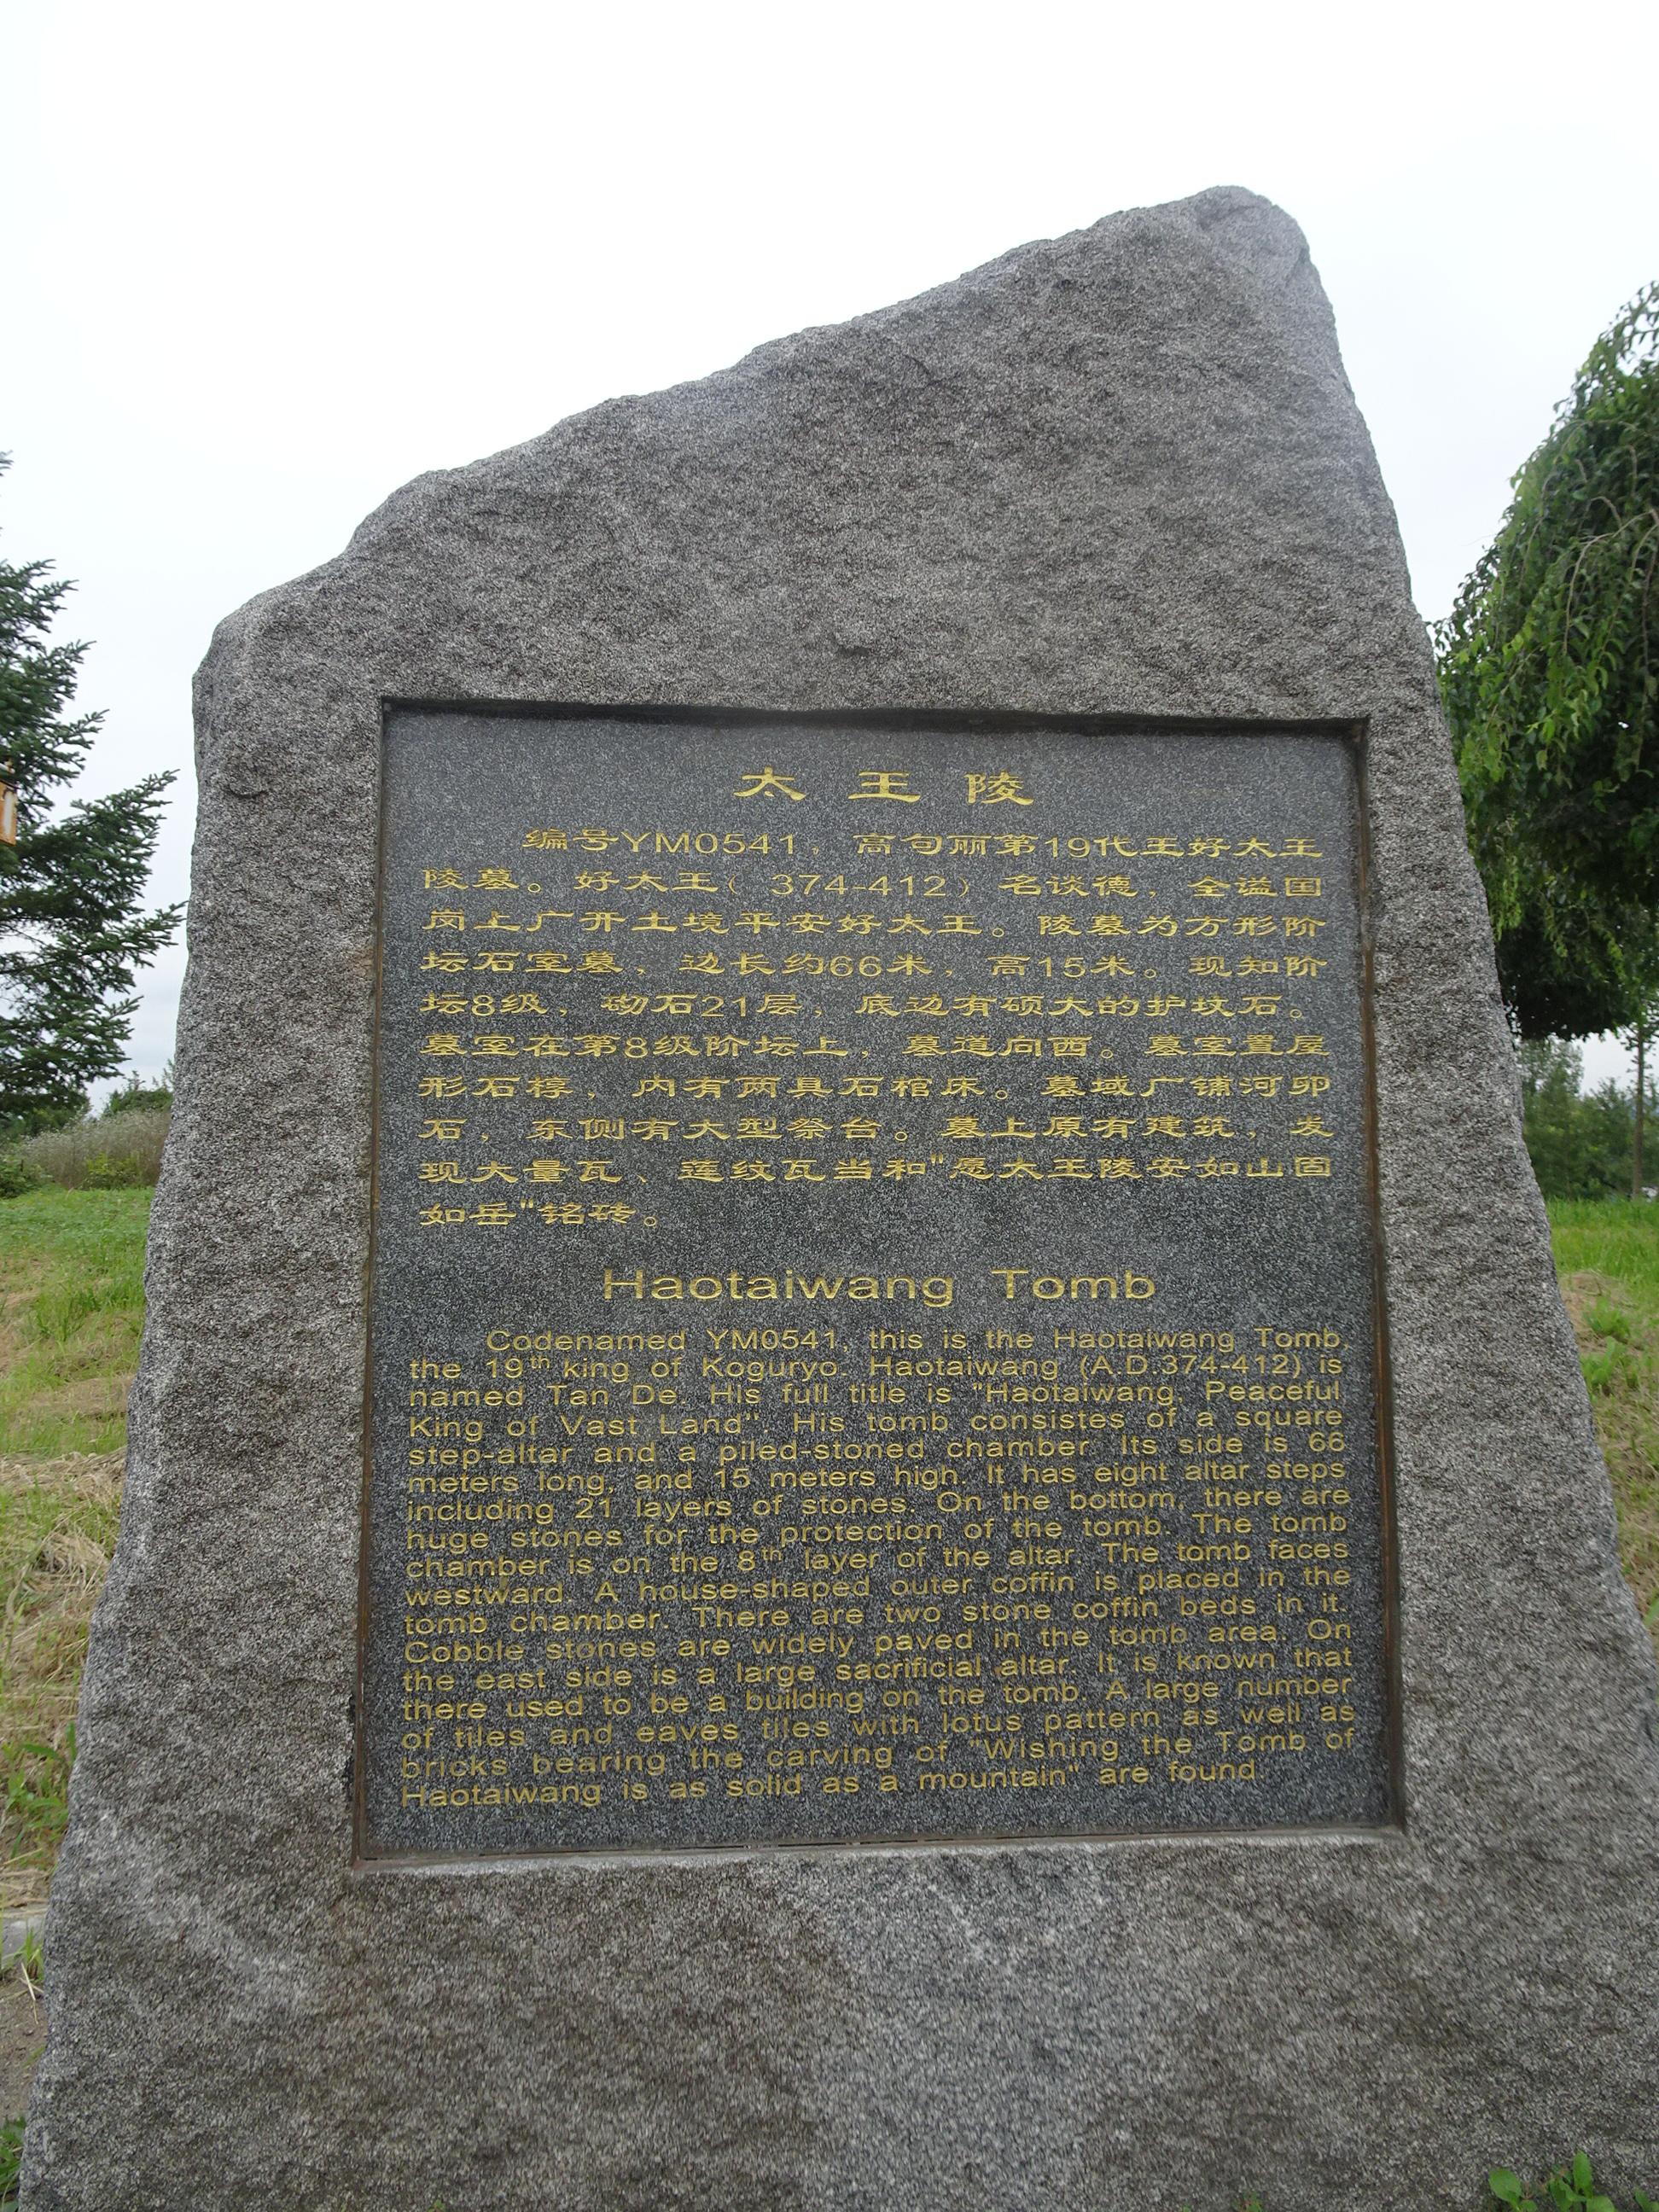 太王陵
编号YM0541，高句丽第19代王好太王
陵墓。好太王（374-412）名谈德，全谥国
岗上广开土境平安好太王。陵墓为方形阶
坛石室墓，边长约66米，高15米。现知阶
坛8级，砌石21层，底边有硕大的护坟石。
墓室在第8级阶坛上，墓道向西。墓室置屋
形石椁，内有两具石棺床。墓域广铺河卵
石，东侧有大型祭台。墓上原有建筑，发
现大量瓦、莲纹瓦当和"愿太王陵安如山固
如岳"铭砖。
Haotaiwang Tomb
Codenamed YM0541, this is the Haotaiwang Tomb,
the 19th king of Koguryo. Haotaiwang (A.D.374-412) is
named Tan De. His full title is "Haotaiwang, Peaceful
King of Vast Land". His tomb consistes of a square
step-altar and a piled-stoned chamber. Its side is 66
meters long, and 15 meters high. It has eight altar steps
including 21 layers of stones. On the bottom, there are
huge stones for the protection of the tomb. The tomb
chamber is on the 8th layer of the altar. The tomb faces
westward. A house-shaped outer coffin is placed in the
tomb chamber. There are two stone coffin beds in it.
Cobble stones are widely paved in the tomb area. On
the east side is a large sacrificial altar. It is known that
there used to be a building on the tomb. A large number
of tiles and eaves tiles with lotus pattern as well as
bricks bearing the carving of "Wishing the Tomb of
Haotaiwang is as solid as a mountain" are found.